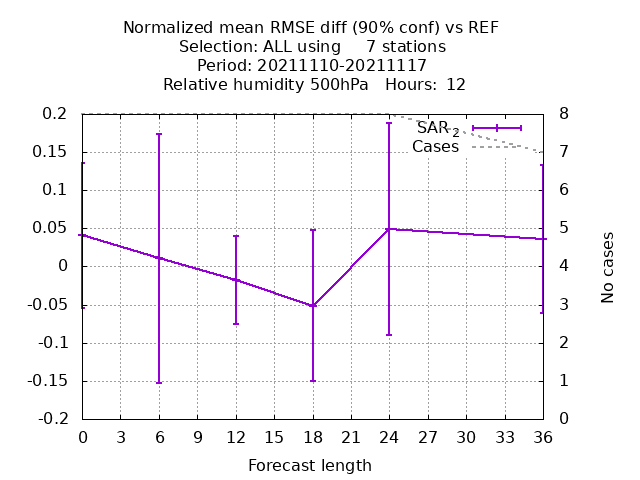 Normalized mean RMSE diff (90% conf) vs REF
Selection: ALL using     7 stations
Period: 20211110-20211117
Relative humidity 500hPa   Hours:  12
0.2
0.15
0.1
0.05
0
-0.05
-0.1
-0.15
-0.2
SAR 2
Cases
8
7
6
5
4
3
2
1
0
No cases
0 3 6 9 12 15 18 21 24 27 30 33 36
Forecast length